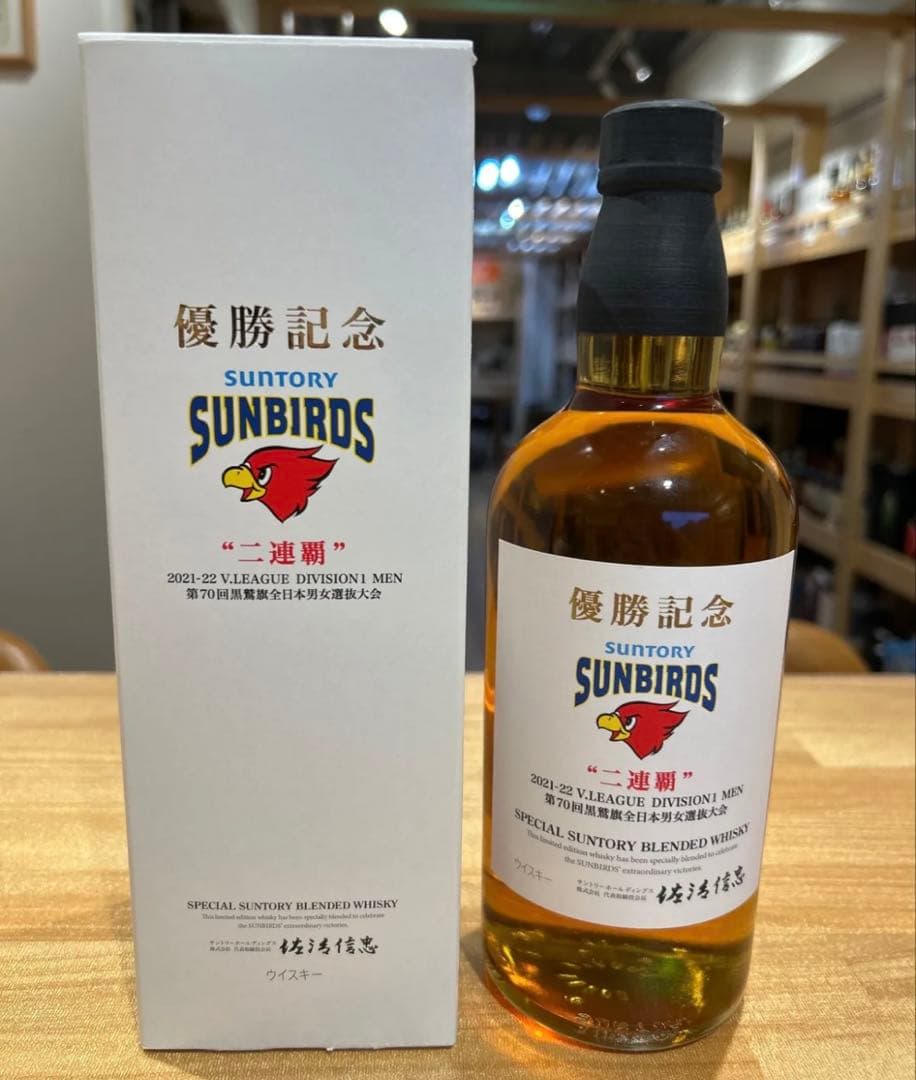 優勝記念
SUNTORY
SUNBIRDS
“二連覇”
2021-22 V.LEAGUE DIVISION1 MEN
第70回黒鷲旗全日本男女選抜大会
SPECIAL SUNTORY BLENDED WHISKY
This limited edition whisky has been specially blended to celebrate
the SUNBIRDS' extraordinary victories.
サントリーホールディングス
株式会社 代表取締役会長
佐治信忠
ウイスキー
優勝記念
SUNTORY
SUNBIRDS
“二連覇”
2021-22 V.LEAGUE DIVISION1 MEN
第70回黒鷲旗全日本男女選抜大会
SPECIAL SUNTORY BLENDED WHISKY
This limited edition whisky has been specially blended to celebrate
the SUNBIRDS' extraordinary victories.
ウイスキー
サントリーホールディングス
株式会社 代表取締役会長
佐治信忠